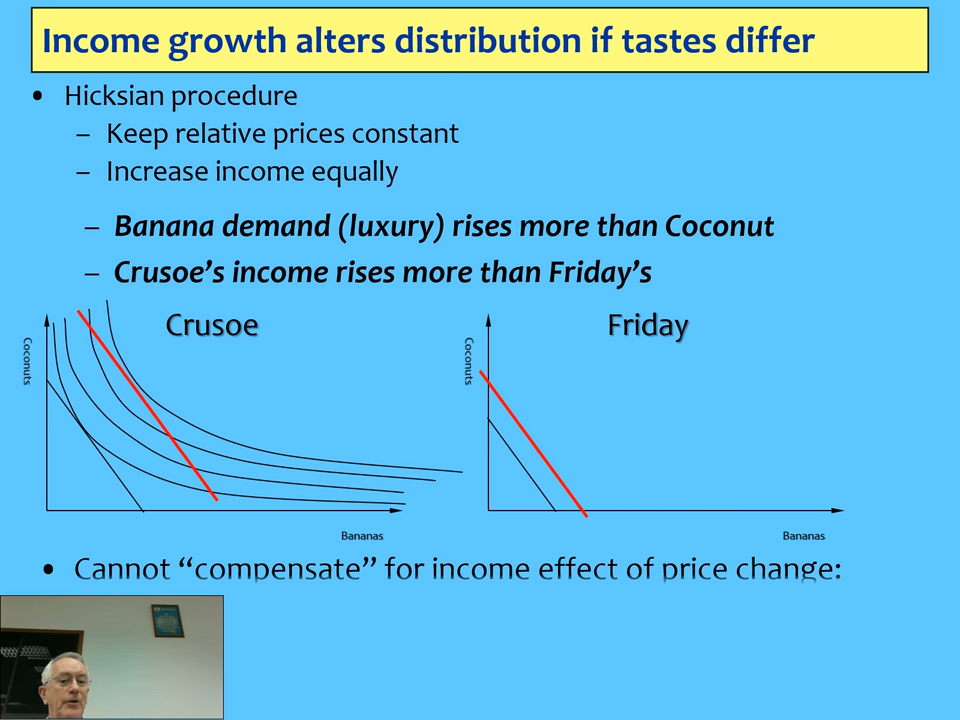 Income growth alters distribution if tastes differ
• Hicksian procedure
– Keep relative prices constant
– Increase income equally
– Banana demand (luxury) rises more than Coconut
– Crusoe’s income rises more than Friday’s
Crusoe
Friday
Coconuts
Coconuts
Bananas
Bananas
• Cannot “compensate” for income effect of price change: